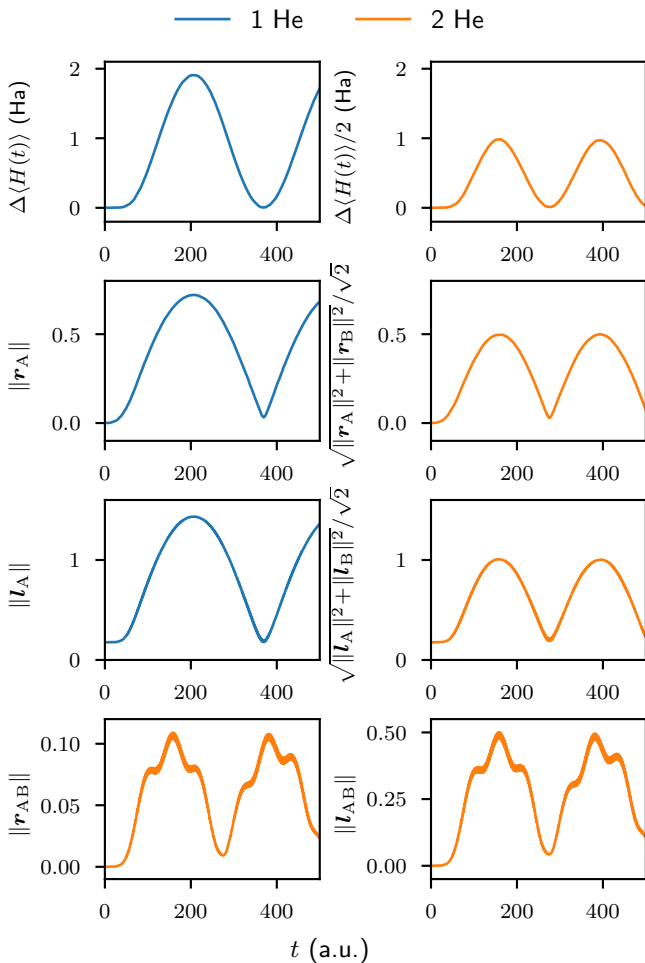 1 He 2 He
Δ⟨H(t)⟩ (Ha)
2
1
0
0 200 400
Δ⟨H(t)⟩/2 (Ha)
2
1
0
0 200 400
‖r_A‖
0.5
0.0
0 200 400
√‖r_A‖²+‖r_B‖²/√2
0.5
0.0
0 200 400
‖l_A‖
1
0
0 200 400
√‖l_A‖²+‖l_B‖²/√2
1
0
0 200 400
‖r_AB‖
0.10
0.05
0.00
0 200 400
‖l_AB‖
0.50
0.25
0.00
0 200 400
t (a.u.)